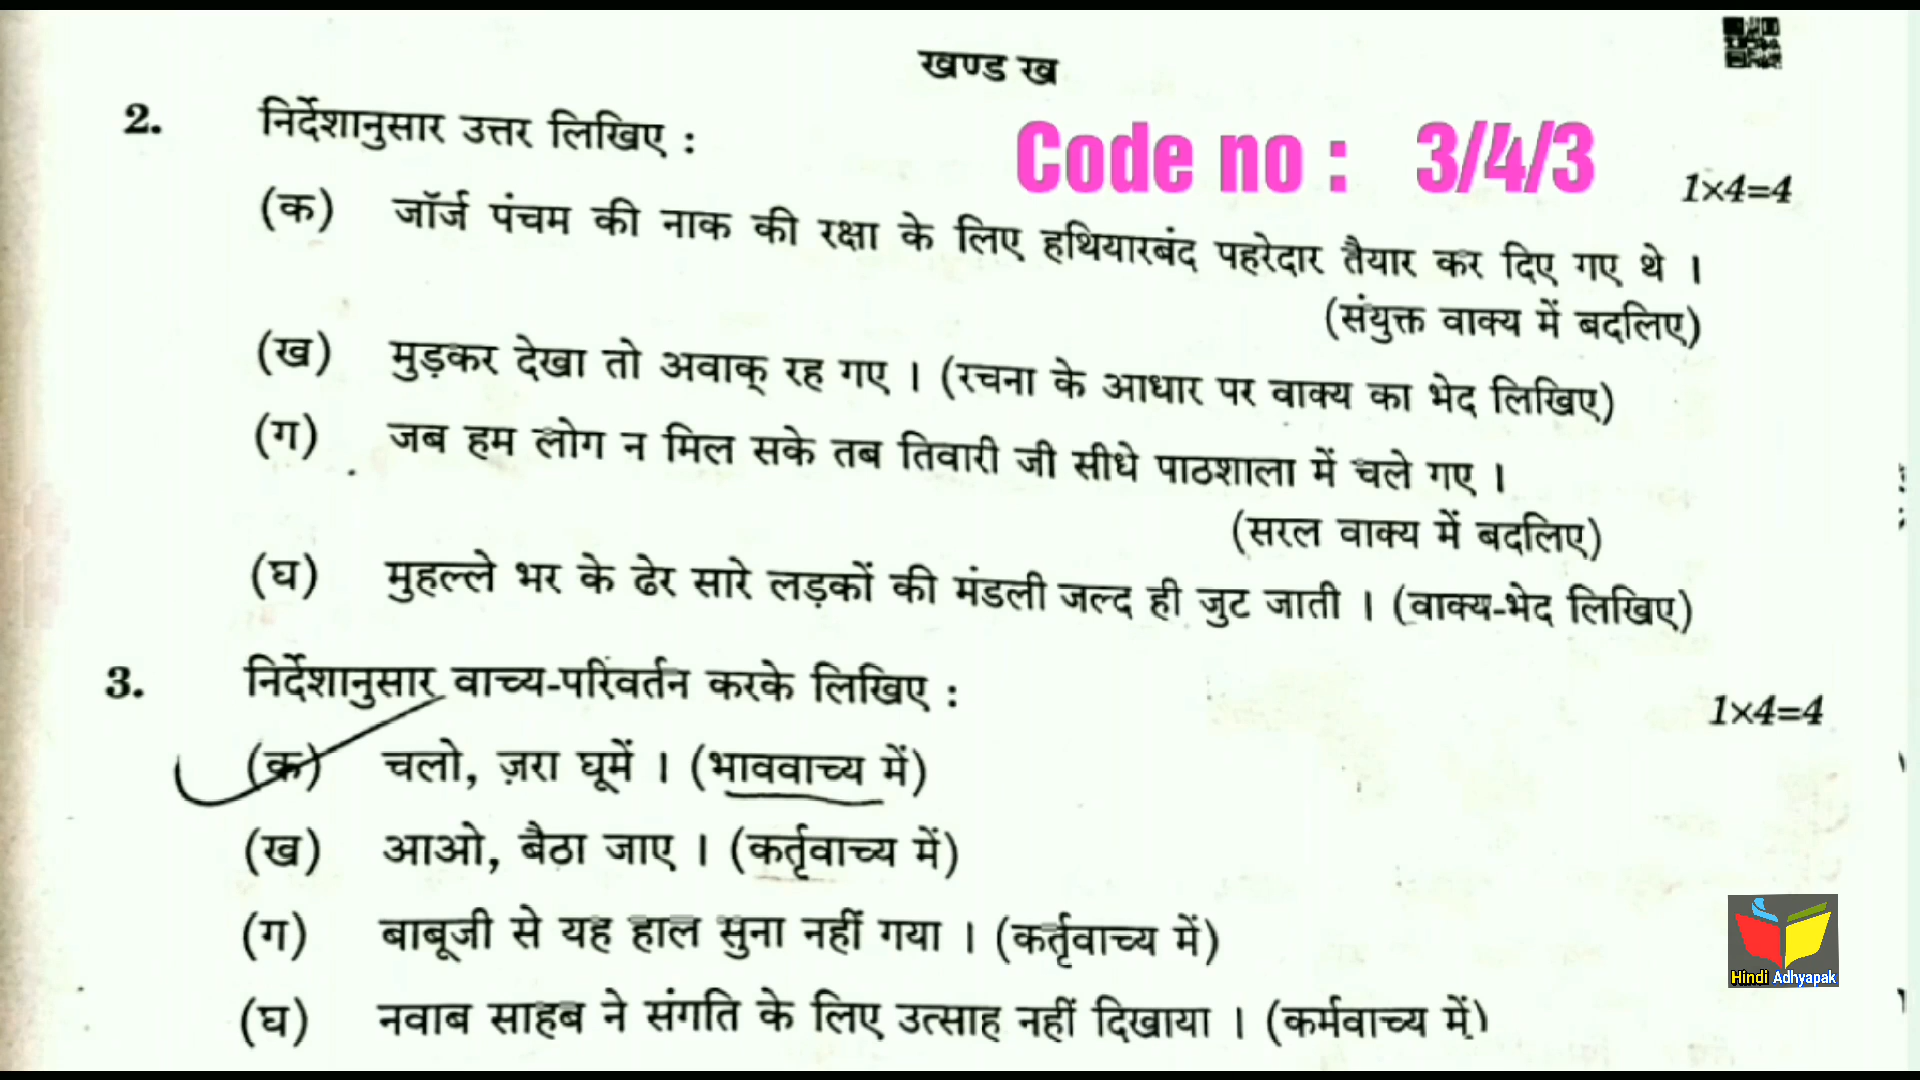 खण्ड ख
Code no : 3/4/3
2. निर्देशानुसार उत्तर लिखिए : 1×4=4
(क) जॉर्ज पंचम की नाक की रक्षा के लिए हथियारबंद पहरेदार तैयार कर दिए गए थे ।
(संयुक्त वाक्य में बदलिए)
(ख) मुड़कर देखा तो अवाक् रह गए । (रचना के आधार पर वाक्य का भेद लिखिए)
(ग) जब हम लोग न मिल सके तब तिवारी जी सीधे पाठशाला में चले गए ।
(सरल वाक्य में बदलिए)
(घ) मुहल्ले भर के ढेर सारे लड़कों की मंडली जल्द ही जुट जाती । (वाक्य-भेद लिखिए)
3. निर्देशानुसार वाच्य-परिवर्तन करके लिखिए : 1×4=4
(क) चलो, ज़रा घूमें । (भाववाच्य में)
(ख) आओ, बैठा जाए । (कर्तृवाच्य में)
(ग) बाबूजी से यह हाल सुना नहीं गया । (कर्तृवाच्य में)
(घ) नवाब साहब ने संगति के लिए उत्साह नहीं दिखाया । (कर्मवाच्य में)
Hindi Adhyapak